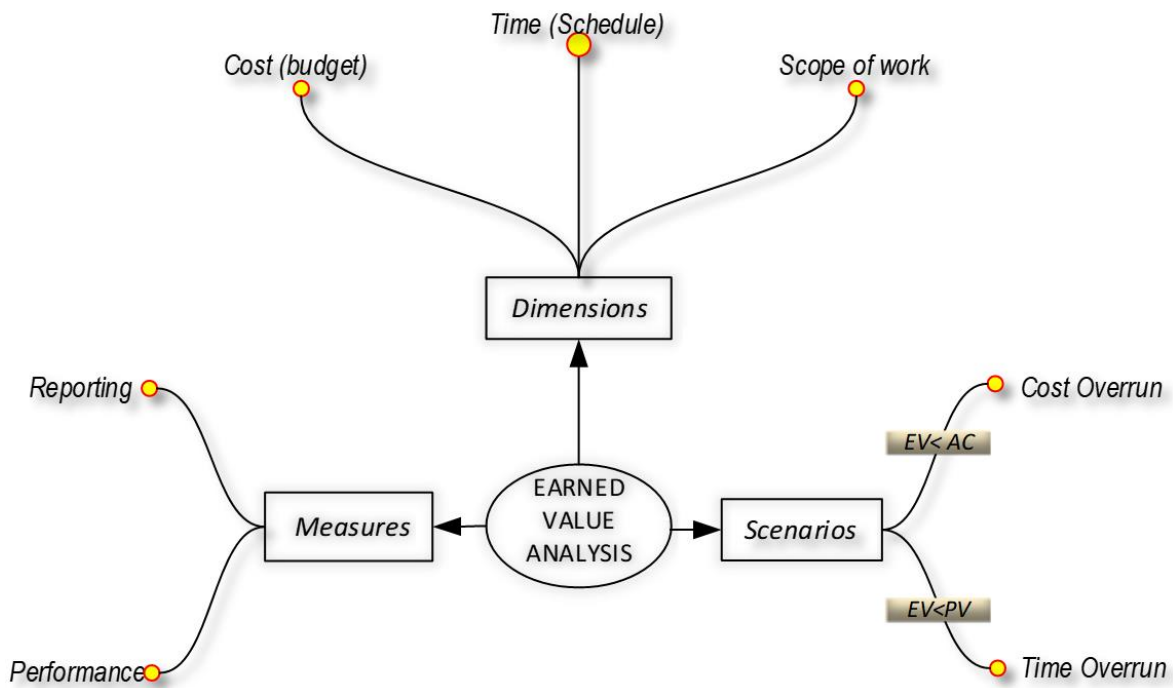 Time (Schedule)
Cost (budget)
Scope of work
Dimensions
Reporting
Cost Overrun
EV< AC
EARNED
VALUE
ANALYSIS
Measures
Scenarios
EV<PV
Performance
Time Overrun